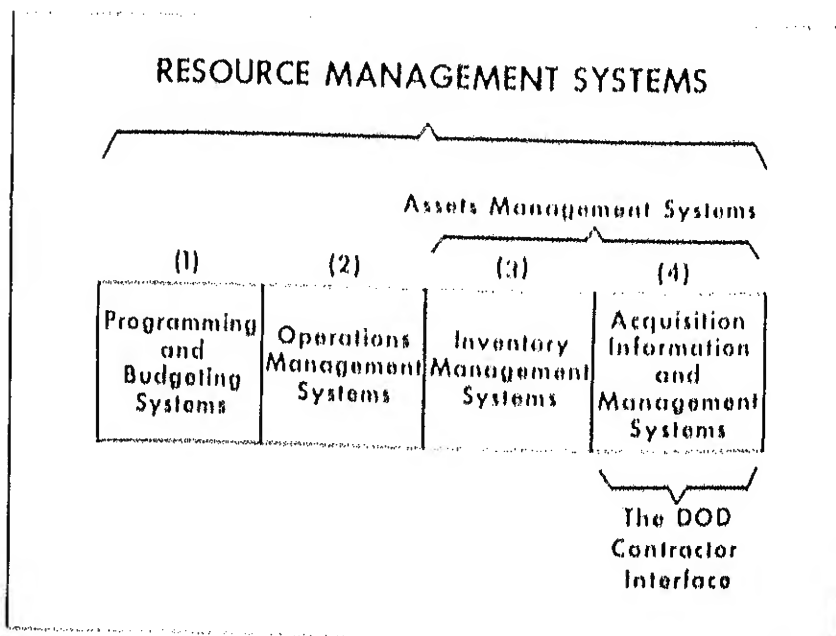 RESOURCE MANAGEMENT SYSTEMS
Assets Management Systems
(1)
(2)
(3)
(4)
Programming
and
Budgeting
Systems
Operations
Management
Systems
Inventory
Management
Systems
Acquisition
Information
and
Management
Systems
The DOD
Contractor
Interface